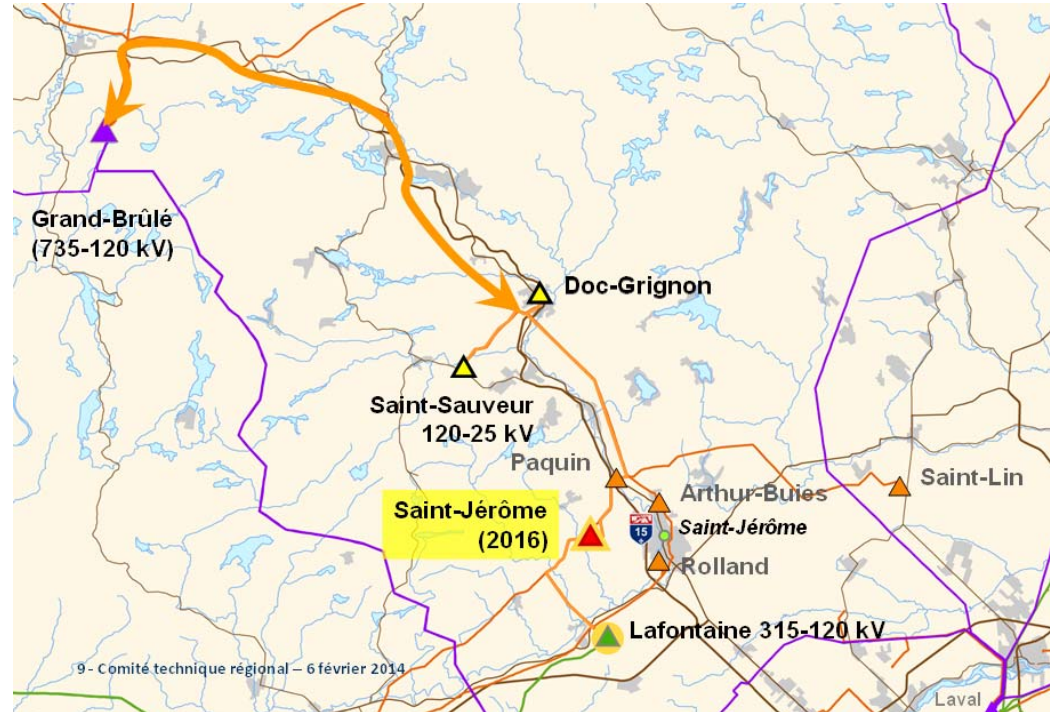 Grand-Brûlé
(735-120 kV)
Doc-Grignon
Saint-Sauveur
120-25 kV
Paquin
Saint-Lin
Arthur-Buies
Saint-Jérôme
(2016)
15
Saint-Jérôme
Rolland
Lafontaine 315-120 kV
9 - Comité technique régional – 6 février 2014
Laval